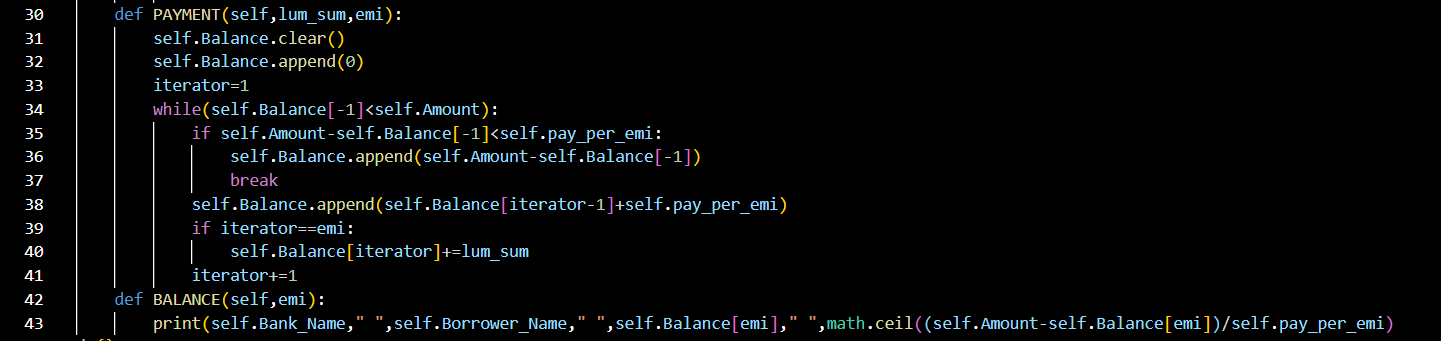 30 def PAYMENT(self,lum_sum,emi):
31 self.Balance.clear()
32 self.Balance.append(0)
33 iterator=1
34 while(self.Balance[-1]<self.Amount):
35 if self.Amount-self.Balance[-1]<self.pay_per_emi:
36 self.Balance.append(self.Amount-self.Balance[-1])
37 break
38 self.Balance.append(self.Balance[iterator-1]+self.pay_per_emi)
39 if iterator==emi:
40 self.Balance[iterator]+=lum_sum
41 iterator+=1
42 def BALANCE(self,emi):
43 print(self.Bank_Name," ",self.Borrower_Name," ",self.Balance[emi]," ",math.ceil((self.Amount-self.Balance[emi])/self.pay_per_emi)